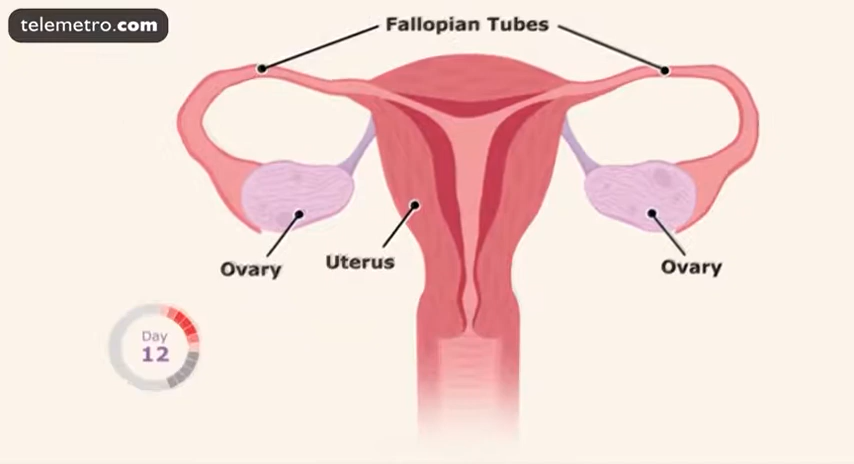 telemetro.com
Fallopian Tubes
Ovary
Uterus
Ovary
Day
12